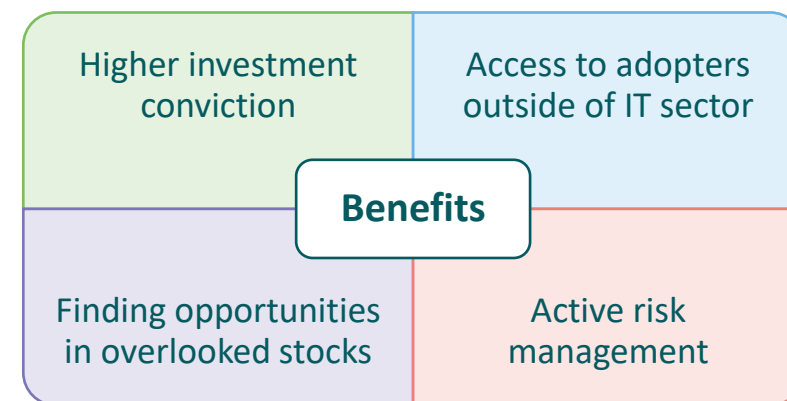 Higher investment
conviction
Access to adopters
outside of IT sector
Benefits
Finding opportunities
in overlooked stocks
Active risk
management